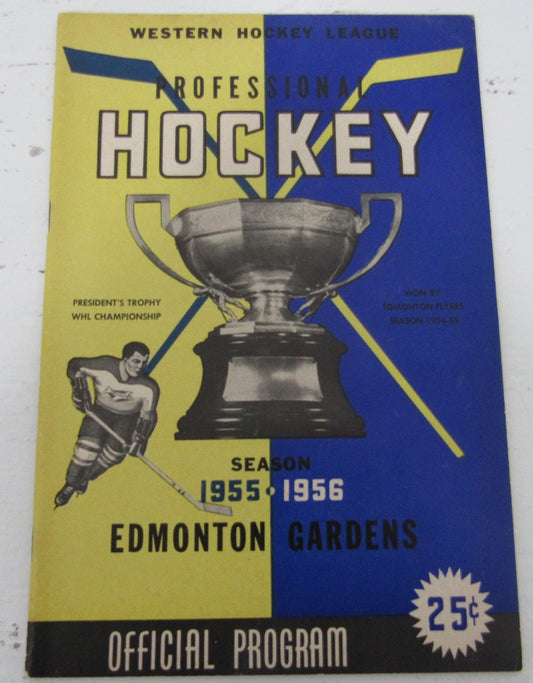 WESTERN HOCKEY LEAGUE
PROFESSIONAL
HOCKEY
PRESIDENT'S TROPHY
WHL CHAMPIONSHIP
WON BY
EDMONTON FLYERS
SEASON 1954-55
SEASON
1955•1956
EDMONTON GARDENS
25¢
OFFICIAL PROGRAM